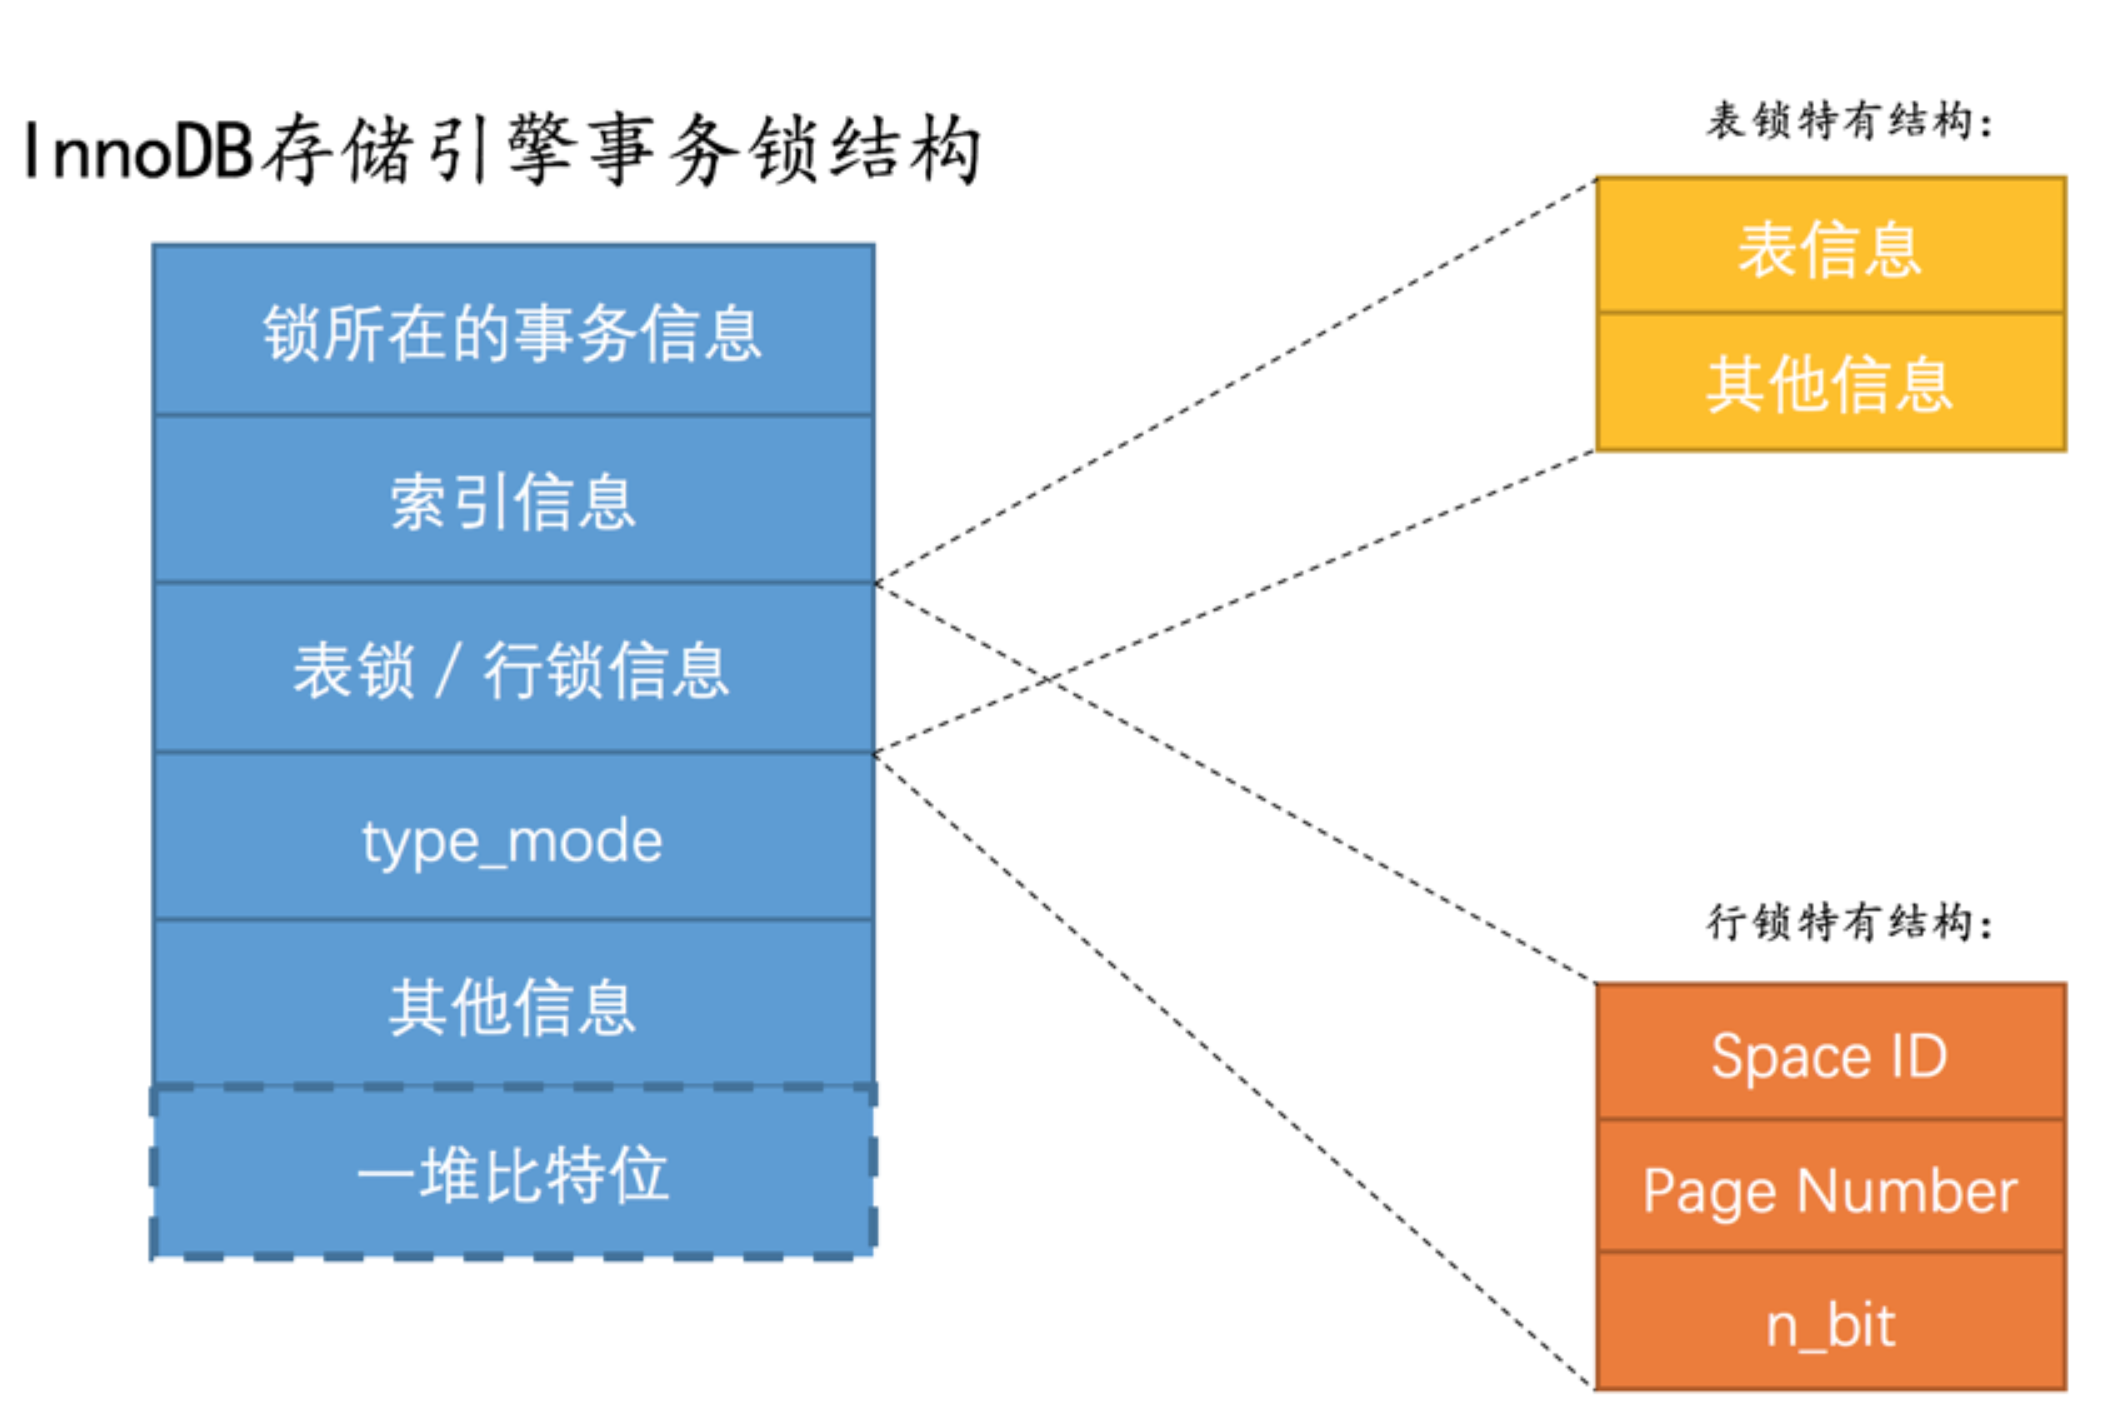 InnoDB存储引擎事务锁结构
锁所在的事务信息
索引信息
表锁 / 行锁信息
type_mode
其他信息
一堆比特位
表锁特有结构：
表信息
其他信息
行锁特有结构：
Space ID
Page Number
n_bit